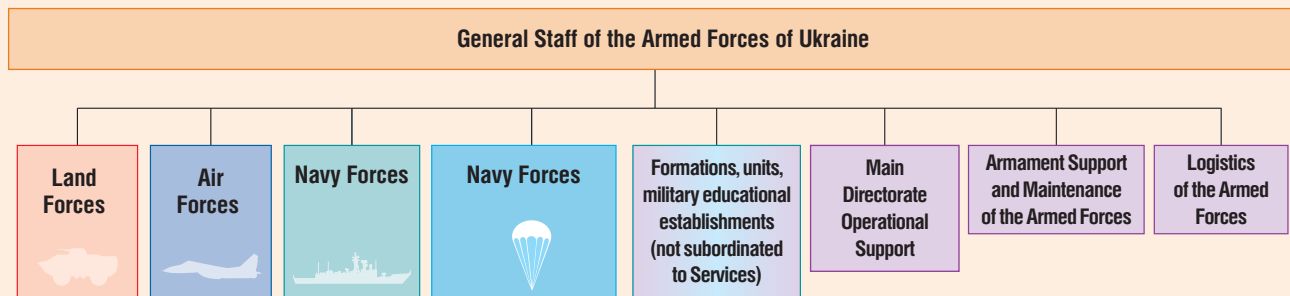 General Staff of the Armed Forces of Ukraine
Land
Forces
Air
Forces
Navy Forces
Navy Forces
Formations, units,
military educational
establishments
(not subordinated
to Services)
Main
Directorate
Operational
Support
Armament Support
and Maintenance
of the Armed Forces
Logistics
of the Armed
Forces